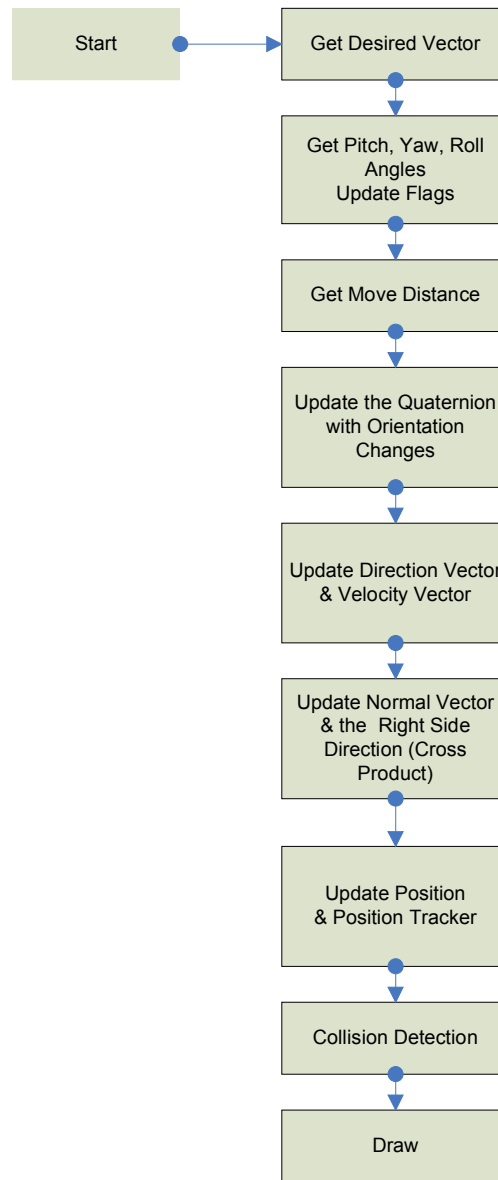 Start
Get Desired Vector
Get Pitch, Yaw, Roll
Angles
Update Flags
Get Move Distance
Update the Quaternion
with Orientation
Changes
Update Direction Vector
& Velocity Vector
Update Normal Vector
& the Right Side
Direction (Cross
Product)
Update Position
& Position Tracker
Collision Detection
Draw